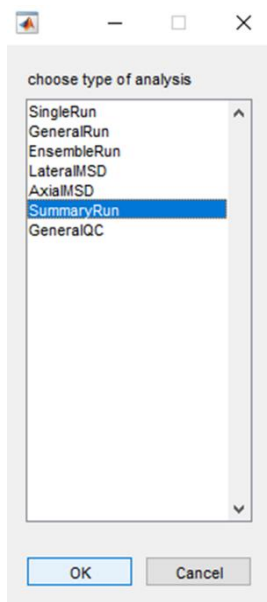 choose type of analysis
SingleRun
GeneralRun
EnsembleRun
LateralMSD
AxialMSD
SummaryRun
GeneralQC
OK
Cancel